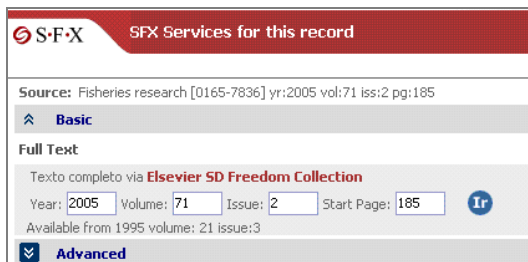 S·F·X SFX Services for this record
Source: Fisheries research [0165-7836] yr:2005 vol:71 iss:2 pg:185
Basic
Full Text
Texto completo via Elsevier SD Freedom Collection
Year: 2005 Volume: 71 Issue: 2 Start Page: 185 Ir
Available from 1995 volume: 21 issue:3
Advanced